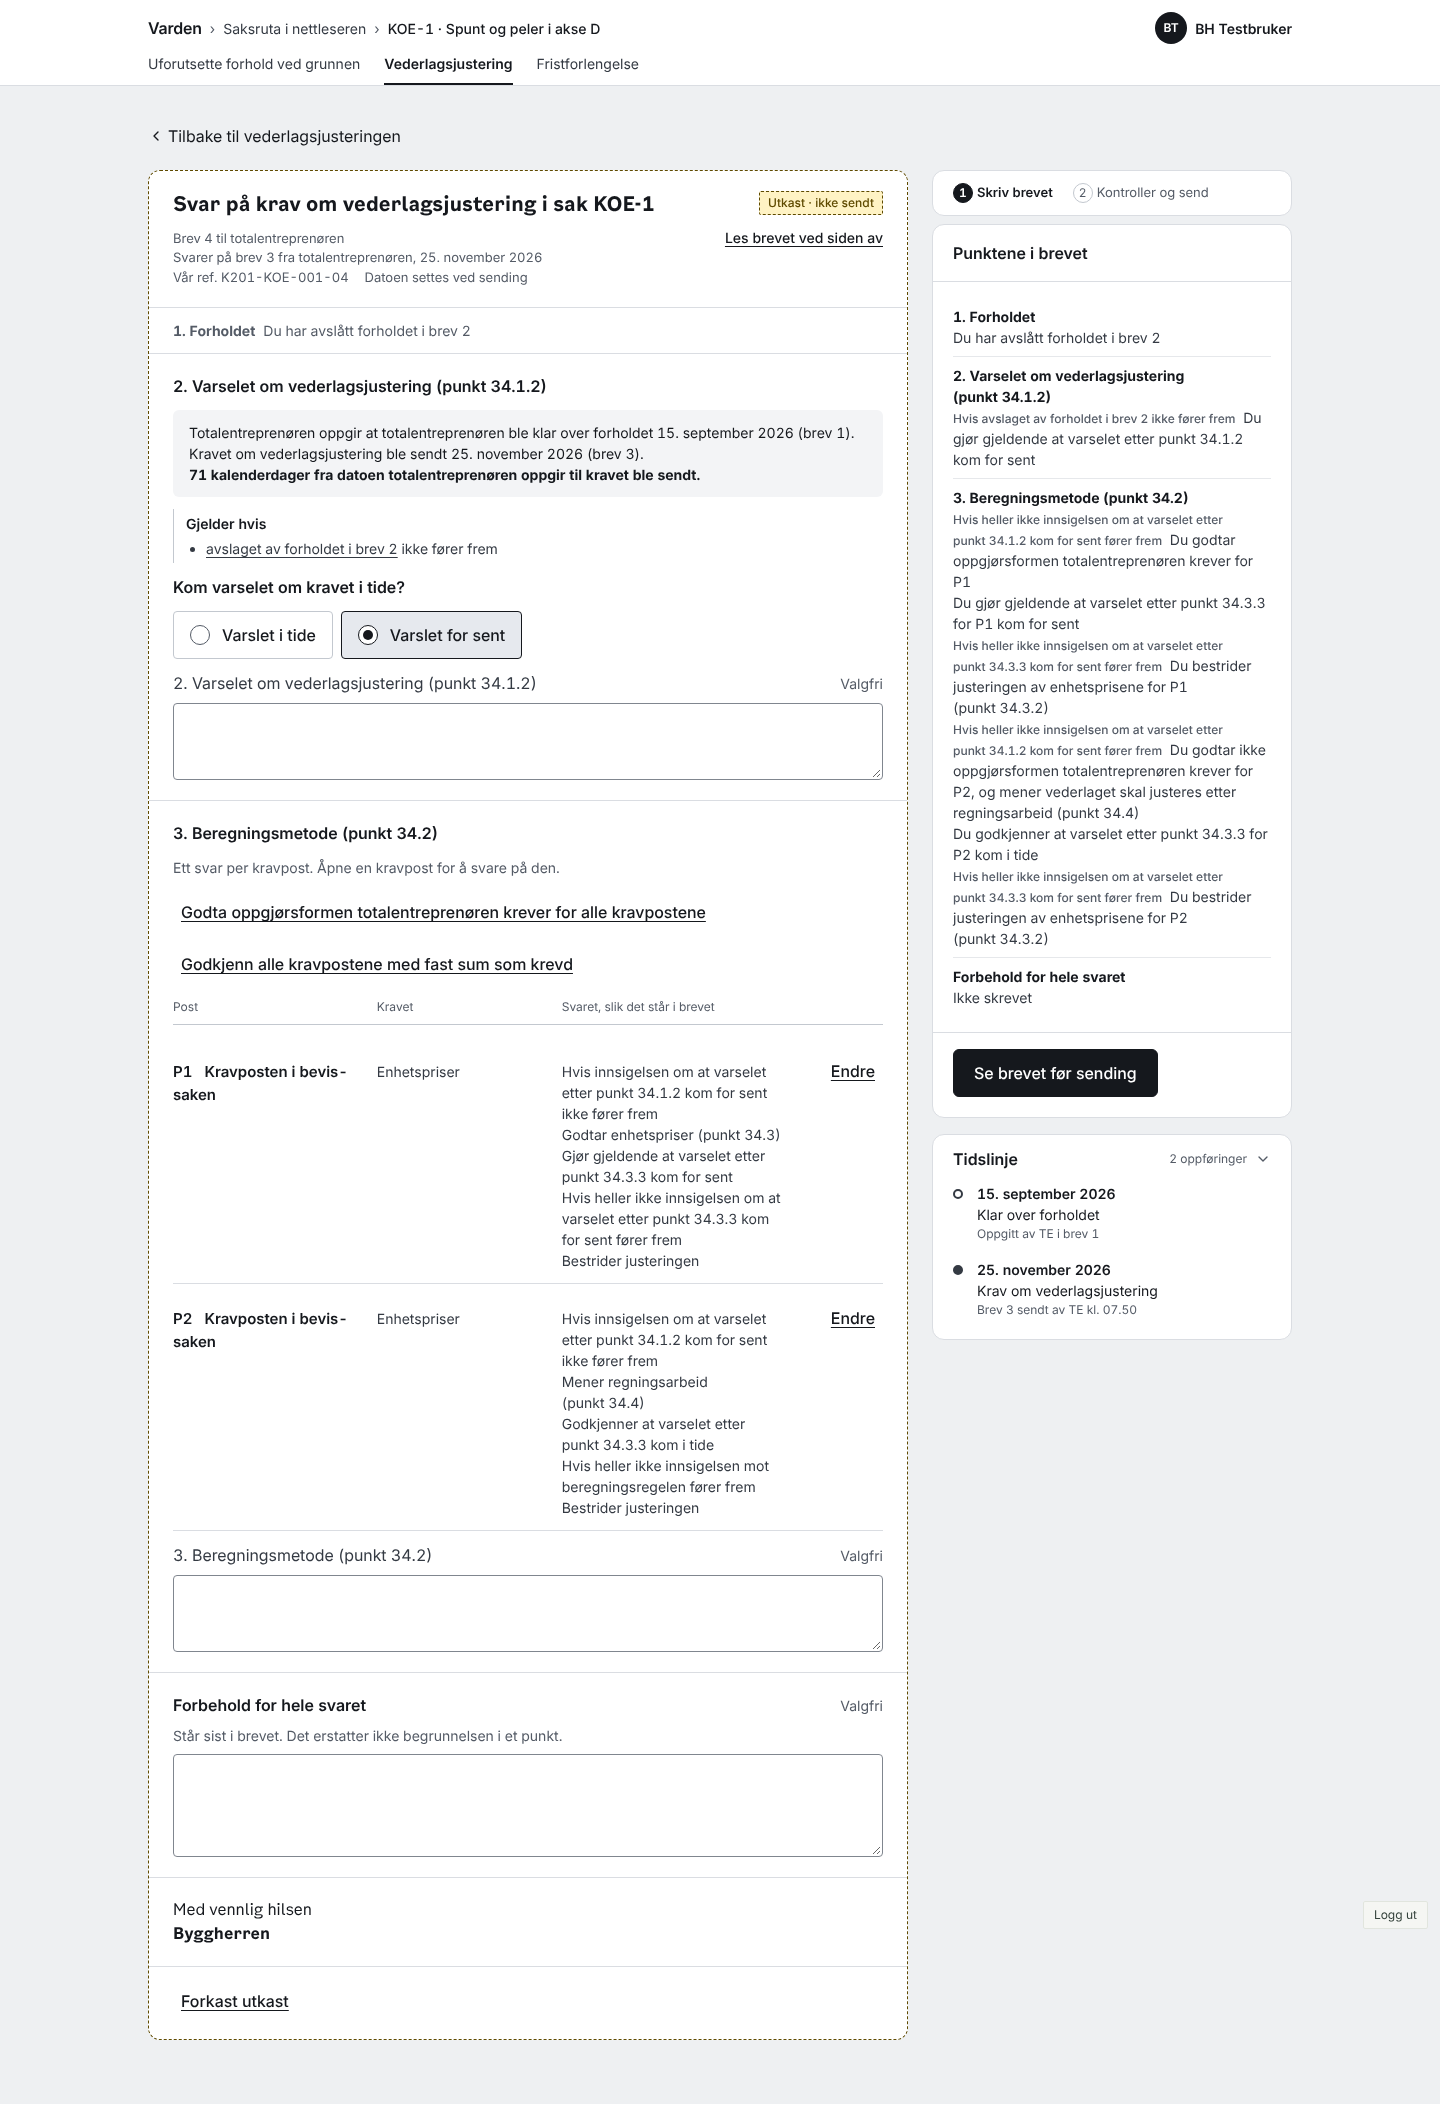 Varden › Saksruta i nettleseren › KOE-1 · Spunt og peler i akse D
BT BH Testbruker
Uforutsette forhold ved grunnen Vederlagsjustering Fristforlengelse
Tilbake til vederlagsjusteringen
Svar på krav om vederlagsjustering i sak KOE-1
Utkast · ikke sendt
Brev 4 til totalentreprenøren
Les brevet ved siden av
Svarer på brev 3 fra totalentreprenøren, 25. november 2026
Vår ref. K201-KOE-001-04 Datoen settes ved sending
1. Forholdet Du har avslått forholdet i brev 2
2. Varselet om vederlagsjustering (punkt 34.1.2)
Totalentreprenøren oppgir at totalentreprenøren ble klar over forholdet 15. september 2026 (brev 1).
Kravet om vederlagsjustering ble sendt 25. november 2026 (brev 3).
71 kalenderdager fra datoen totalentreprenøren oppgir til kravet ble sendt.
Gjelder hvis
• avslaget av forholdet i brev 2 ikke fører frem
Kom varselet om kravet i tide?
Varslet i tide
Varslet for sent
2. Varselet om vederlagsjustering (punkt 34.1.2)
Valgfri
3. Beregningsmetode (punkt 34.2)
Ett svar per kravpost. Åpne en kravpost for å svare på den.
Godta oppgjørsformen totalentreprenøren krever for alle kravpostene
Godkjenn alle kravpostene med fast sum som krevd
Post Kravet Svaret, slik det står i brevet
P1 Kravposten i bevis-
saken
Enhetspriser
Hvis innsigelsen om at varselet
etter punkt 34.1.2 kom for sent
ikke fører frem
Godtar enhetspriser (punkt 34.3)
Gjør gjeldende at varselet etter
punkt 34.3.3 kom for sent
Hvis heller ikke innsigelsen om at
varselet etter punkt 34.3.3 kom
for sent fører frem
Bestrider justeringen
Endre
P2 Kravposten i bevis-
saken
Enhetspriser
Hvis innsigelsen om at varselet
etter punkt 34.1.2 kom for sent
ikke fører frem
Mener regningsarbeid
(punkt 34.4)
Godkjenner at varselet etter
punkt 34.3.3 kom i tide
Hvis heller ikke innsigelsen mot
beregningsregelen fører frem
Bestrider justeringen
Endre
3. Beregningsmetode (punkt 34.2)
Valgfri
Forbehold for hele svaret
Valgfri
Står sist i brevet. Det erstatter ikke begrunnelsen i et punkt.
Med vennlig hilsen
Byggherren
Forkast utkast
1 Skriv brevet 2 Kontroller og send
Punktene i brevet
1. Forholdet
Du har avslått forholdet i brev 2
2. Varselet om vederlagsjustering
(punkt 34.1.2)
Hvis avslaget av forholdet i brev 2 ikke fører frem Du
gjør gjeldende at varselet etter punkt 34.1.2
kom for sent
3. Beregningsmetode (punkt 34.2)
Hvis heller ikke innsigelsen om at varselet etter
punkt 34.1.2 kom for sent fører frem Du godtar
oppgjørsformen totalentreprenøren krever for
P1
Du gjør gjeldende at varselet etter punkt 34.3.3
for P1 kom for sent
Hvis heller ikke innsigelsen om at varselet etter
punkt 34.3.3 kom for sent fører frem Du bestrider
justeringen av enhetsprisene for P1
(punkt 34.3.2)
Hvis heller ikke innsigelsen om at varselet etter
punkt 34.1.2 kom for sent fører frem Du godtar ikke
oppgjørsformen totalentreprenøren krever for
P2, og mener vederlaget skal justeres etter
regningsarbeid (punkt 34.4)
Du godkjenner at varselet etter punkt 34.3.3 for
P2 kom i tide
Hvis heller ikke innsigelsen om at varselet etter
punkt 34.3.3 kom for sent fører frem Du bestrider
justeringen av enhetsprisene for P2
(punkt 34.3.2)
Forbehold for hele svaret
Ikke skrevet
Se brevet før sending
Tidslinje
2 oppføringer
15. september 2026
Klar over forholdet
Oppgitt av TE i brev 1
25. november 2026
Krav om vederlagsjustering
Brev 3 sendt av TE kl. 07.50
Logg ut